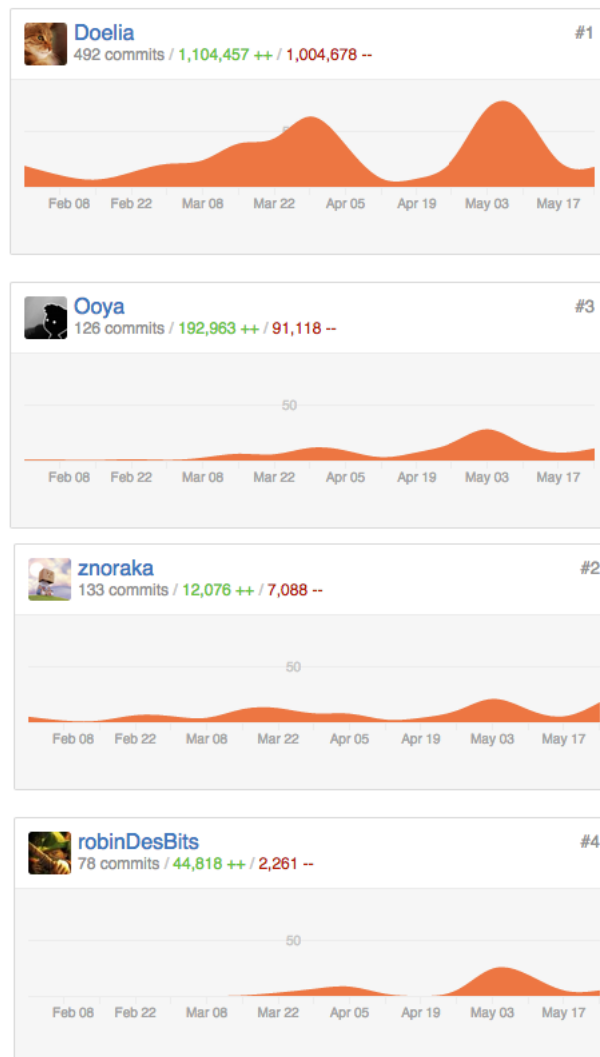 Doelia #1
492 commits / 1,104,457 ++ / 1,004,678 --
Feb 08 Feb 22 Mar 08 Mar 22 Apr 05 Apr 19 May 03 May 17
Ooya #3
126 commits / 192,963 ++ / 91,118 --
50
Feb 08 Feb 22 Mar 08 Mar 22 Apr 05 Apr 19 May 03 May 17
znoraka #2
133 commits / 12,076 ++ / 7,088 --
50
Feb 08 Feb 22 Mar 08 Mar 22 Apr 05 Apr 19 May 03 May 17
robinDesBits #4
78 commits / 44,818 ++ / 2,261 --
50
Feb 08 Feb 22 Mar 08 Mar 22 Apr 05 Apr 19 May 03 May 17